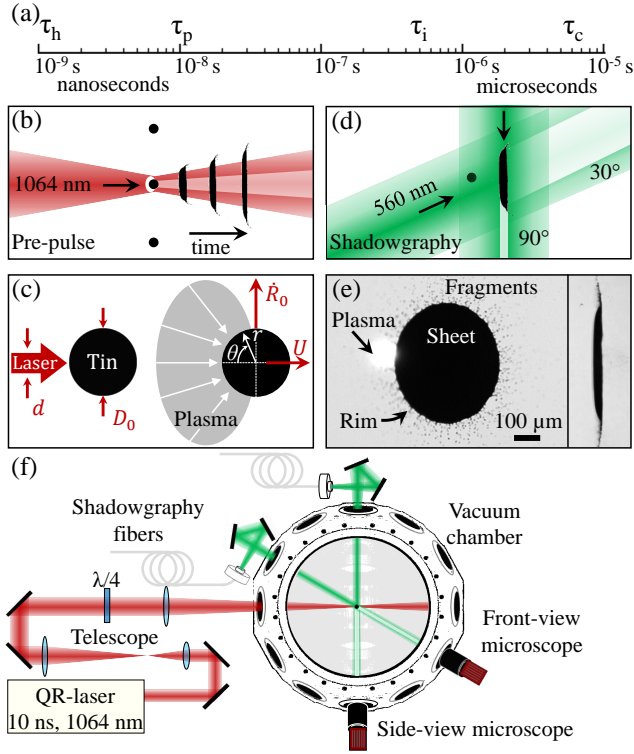 (a)
τh τp τi τc
10⁻⁹ s 10⁻⁸ s 10⁻⁷ s 10⁻⁶ s 10⁻⁵ s
nanoseconds microseconds
(b)
1064 nm
Pre-pulse
time
(d)
560 nm
30°
Shadowgraphy
90°
(c)
Laser
d
Tin
D₀
Plasma
Ṙ₀
r
θ
U
(e)
Fragments
Plasma
Sheet
Rim
100 µm
(f)
Shadowgraphy
fibers
Vacuum
chamber
λ/4
Telescope
QR-laser
10 ns, 1064 nm
Front-view
microscope
Side-view microscope